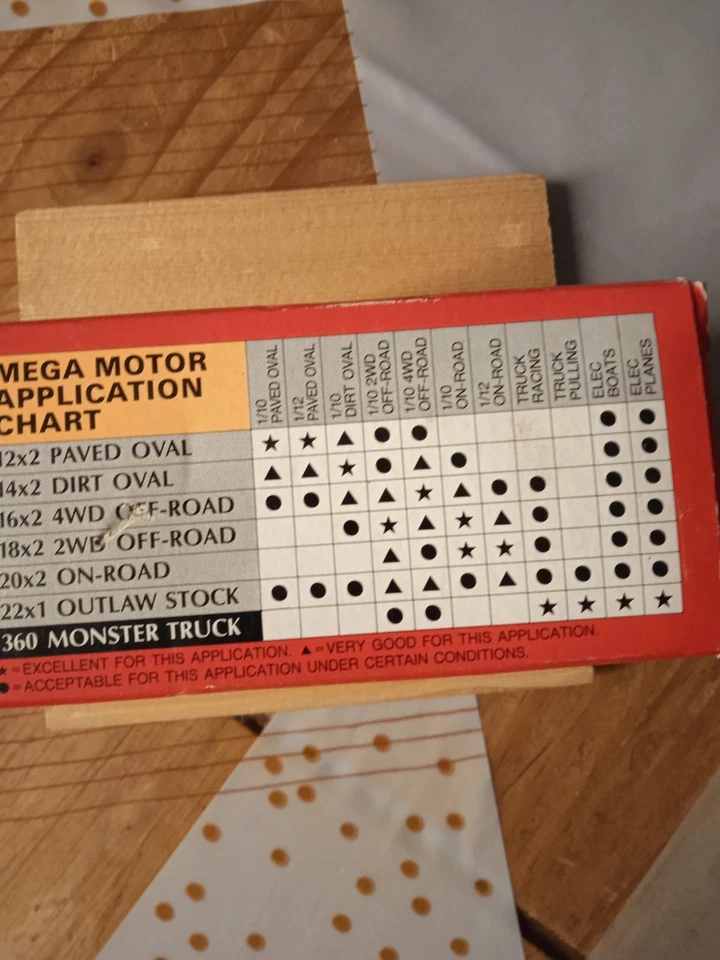 MEGA MOTOR
APPLICATION
CHART
1/10
PAVED OVAL
1/12
PAVED OVAL
1/10
DIRT OVAL
1/10 2WD
OFF-ROAD
1/10 4WD
OFF-ROAD
1/10
ON-ROAD
1/12
ON-ROAD
TRUCK
RACING
TRUCK
PULLING
ELEC
BOATS
ELEC
PLANES
12x2 PAVED OVAL
14x2 DIRT OVAL
16x2 4WD OFF-ROAD
18x2 2WD OFF-ROAD
20x2 ON-ROAD
22x1 OUTLAW STOCK
360 MONSTER TRUCK
★=EXCELLENT FOR THIS APPLICATION. ▲=VERY GOOD FOR THIS APPLICATION.
●=ACCEPTABLE FOR THIS APPLICATION UNDER CERTAIN CONDITIONS.